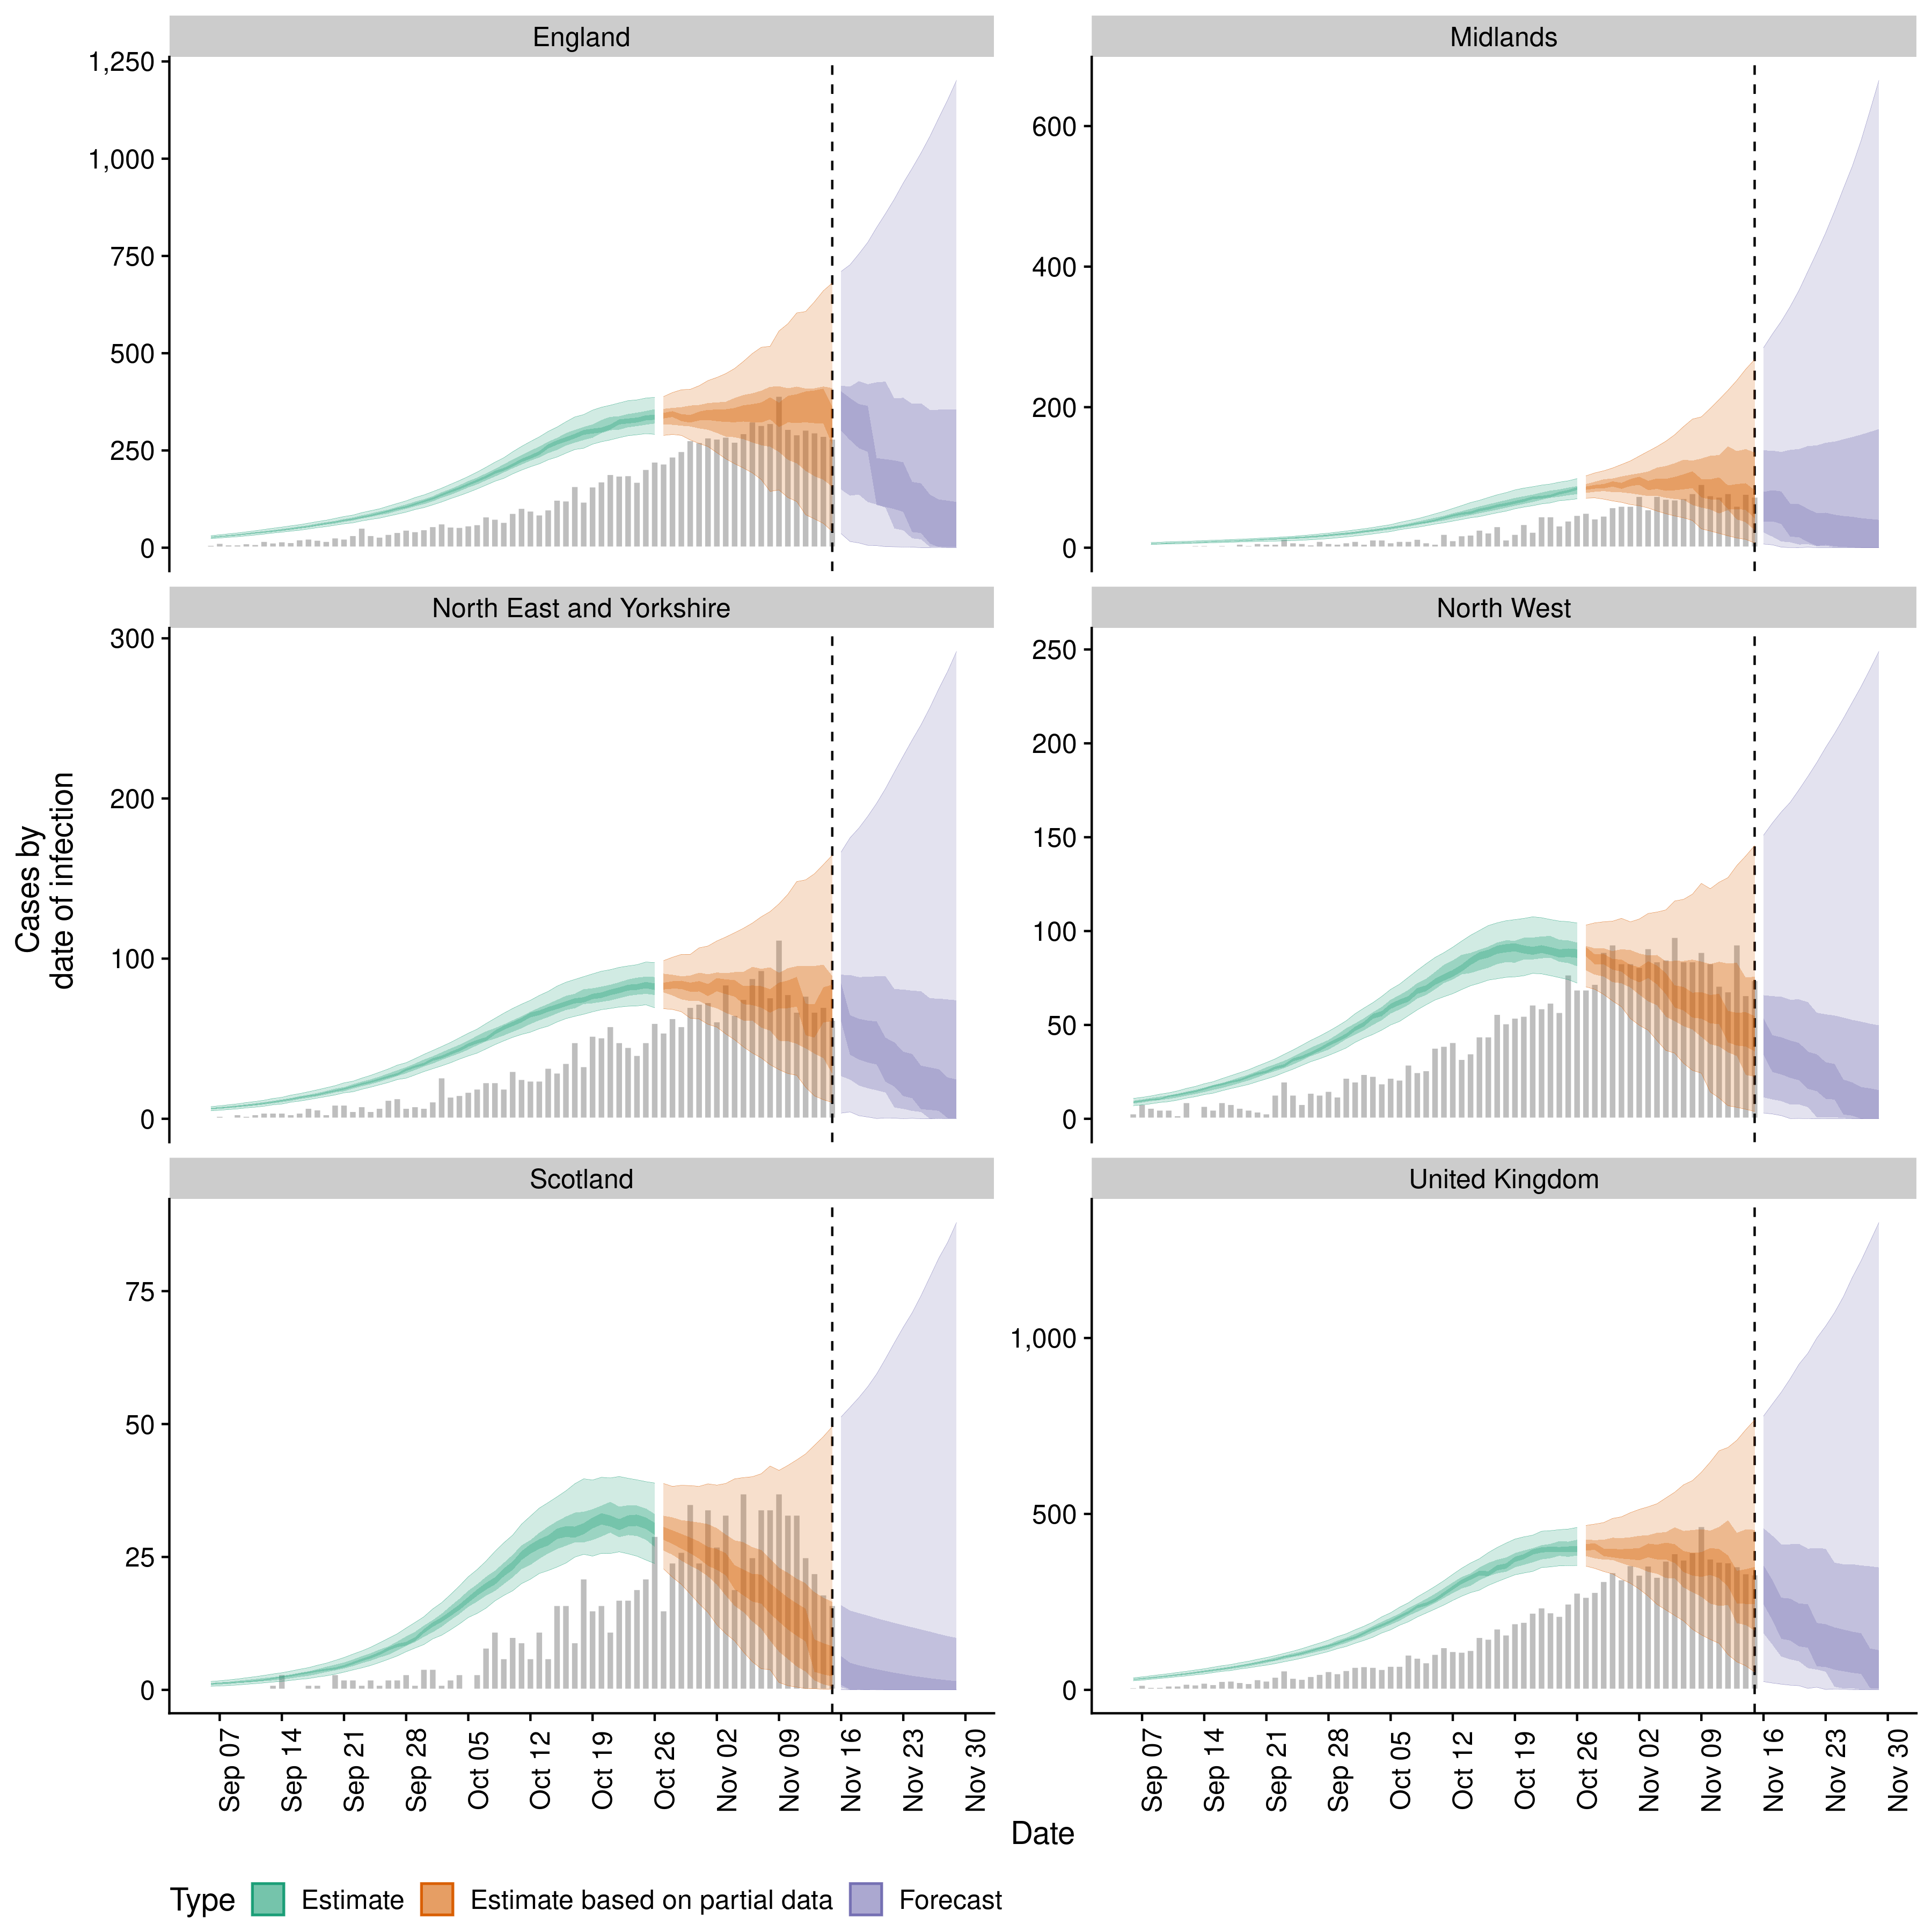 England
Midlands
1,250
1,000
750
500
250
0
600
400
200
0
North East and Yorkshire
North West
300
200
100
0
250
200
150
100
50
0
Scotland
United Kingdom
75
50
25
0
1,000
500
0
Cases by
date of infection
Sep 07
Sep 14
Sep 21
Sep 28
Oct 05
Oct 12
Oct 19
Oct 26
Nov 02
Nov 09
Nov 16
Nov 23
Nov 30
Sep 07
Sep 14
Sep 21
Sep 28
Oct 05
Oct 12
Oct 19
Oct 26
Nov 02
Nov 09
Nov 16
Nov 23
Nov 30
Date
Type Estimate Estimate based on partial data Forecast